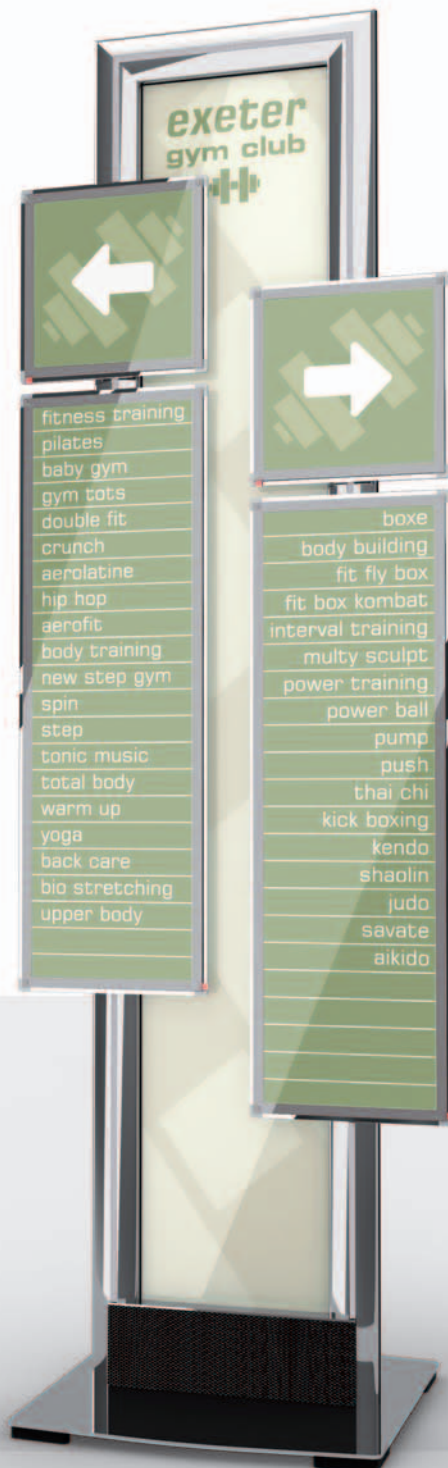 exeter
gym club
fitness training
pilates
baby gym
gym tots
double fit
crunch
aerolatine
hip hop
aerofit
body training
new step gym
spin
step
tonic music
total body
warm up
yoga
back care
bio stretching
upper body
boxe
body building
fit fly box
fit box kombat
interval training
multy sculpt
power training
power ball
pump
push
thai chi
kick boxing
kendo
shaolin
judo
savate
aikido